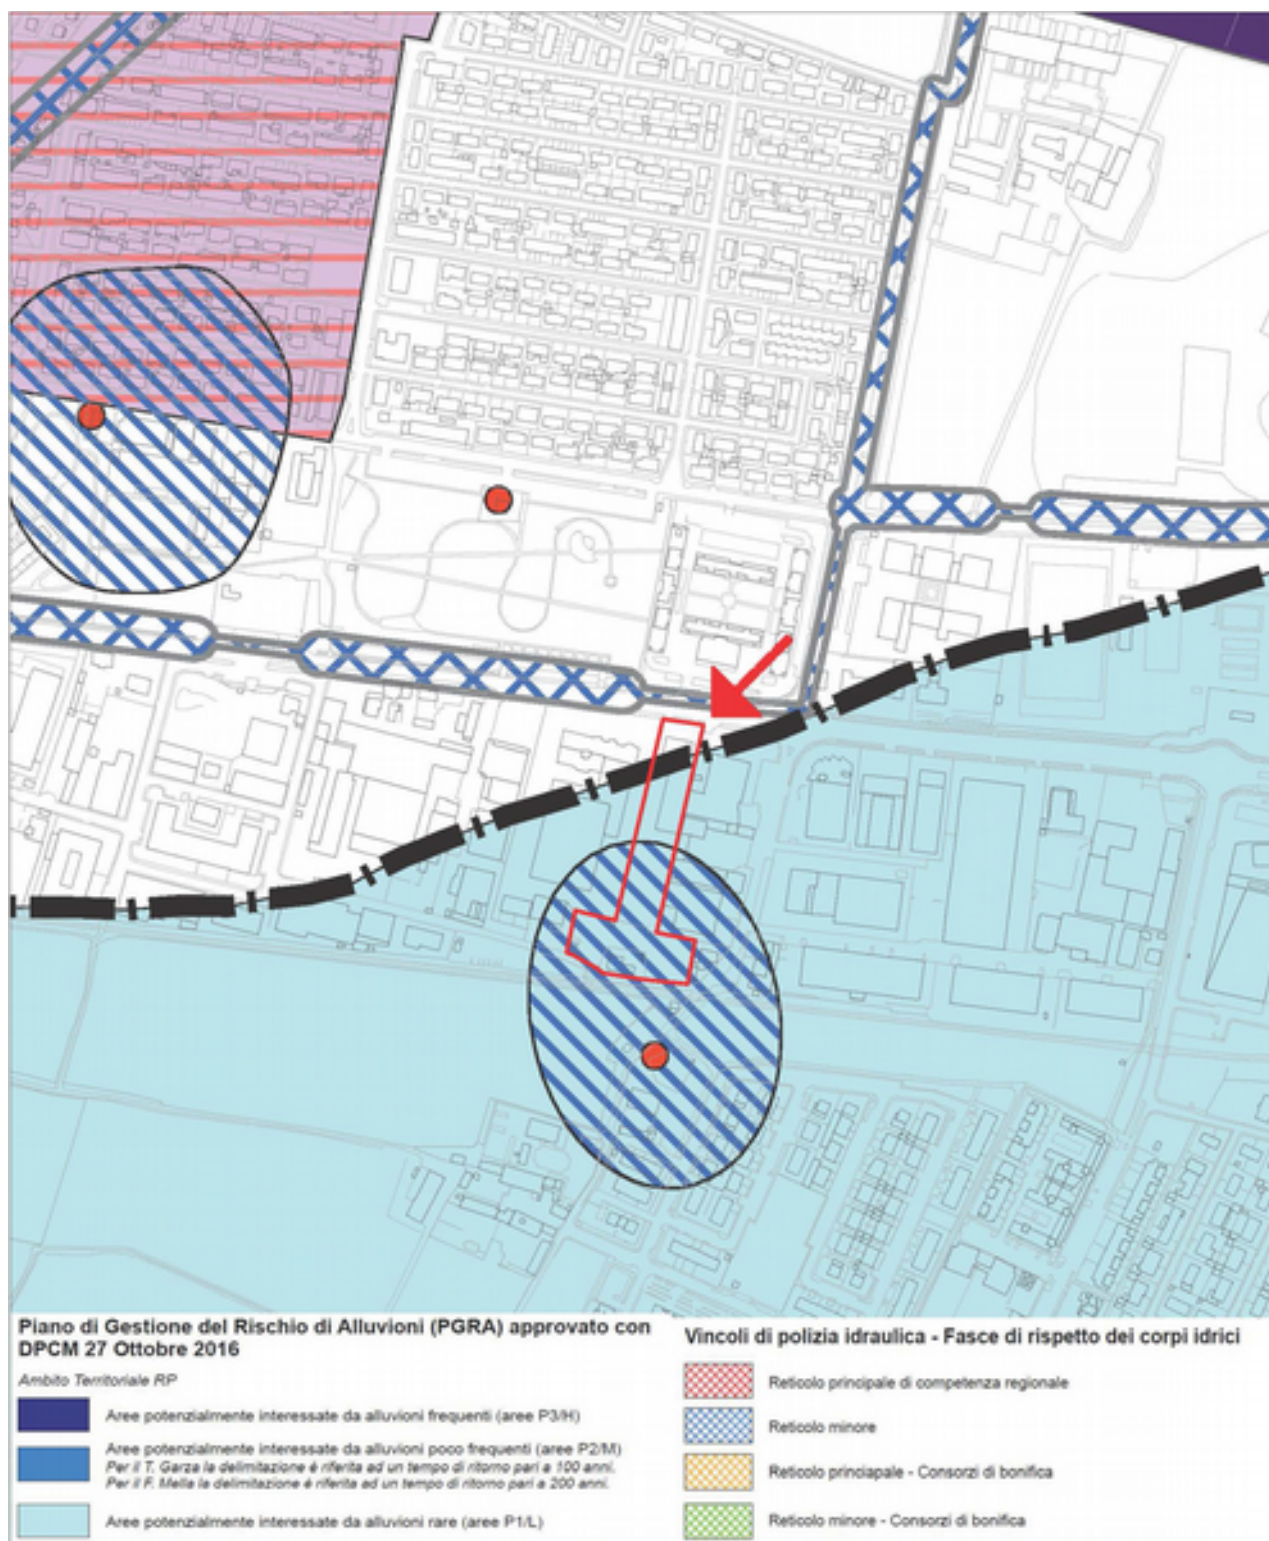 Piano di Gestione del Rischio di Alluvioni (PGRA) approvato con
DPCM 27 Ottobre 2016
Ambito Territoriale RP
Aree potenzialmente interessate da alluvioni frequenti (aree P3/H)
Aree potenzialmente interessate da alluvioni poco frequenti (aree P2/M)
Per il T. Garza la delimitazione è riferita ad un tempo di ritorno pari a 100 anni.
Per il F. Mella la delimitazione è riferita ad un tempo di ritorno pari a 200 anni.
Aree potenzialmente interessate da alluvioni rare (aree P1/L)
Vincoli di polizia idraulica - Fasce di rispetto dei corpi idrici
Reticolo principale di competenza regionale
Reticolo minore
Reticolo princiapale - Consorzi di bonifica
Reticolo minore - Consorzi di bonifica